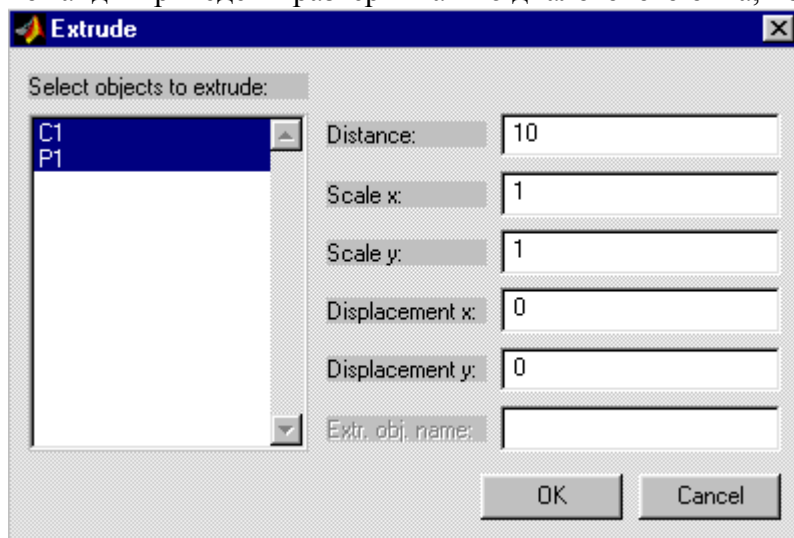 Extrude
Select objects to extrude:
C1
P1
Distance: 10
Scale x: 1
Scale y: 1
Displacement x: 0
Displacement y: 0
Extr. obj. name:
OK Cancel